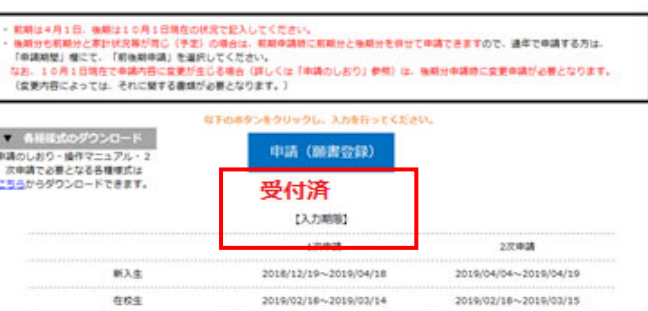 ・ 前期は4月1日、後期は10月1日現在の状況で記入してください。
・ 後期分も前期分と家計状況等が同じ（予定）の場合は、前期申請時に前期分と後期分を併せて申請できますので、通年で申請する方は、
「申請期間」欄にて、「前後期申請」を選択してください。
なお、10月1日現在で申請内容に変更が生じる場合（詳しくは「申請のしおり」参照）は、後期分申請時に変更申請が必要となります。
（変更内容によっては、それに関する書類が必要となります。）
以下のボタンをクリックし、入力を行ってください。
▼ 各種様式のダウンロード
申請のしおり・操作マニュアル・2
次申請で必要となる各種様式は
こちらからダウンロードできます。
申請（願書登録）
受付済
【入力期限】
1次申請 2次申請
新入生 2018/12/19～2019/04/18 2019/04/04～2019/04/19
在校生 2019/02/18～2019/03/14 2019/02/18～2019/03/15